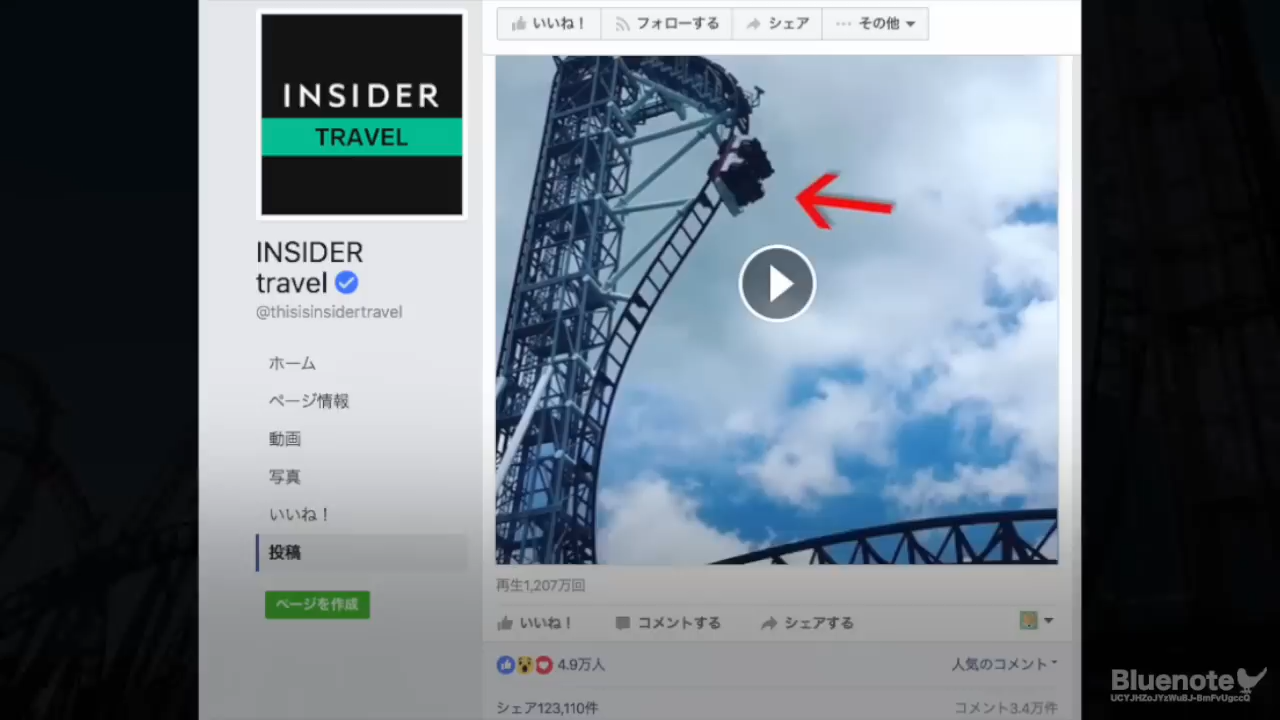 いいね！ フォローする シェア その他
INSIDER
TRAVEL
INSIDER
travel
@thisisinsidertravel
ホーム
ページ情報
動画
写真
いいね！
投稿
ページを作成
再生1,207万回
いいね！ コメントする シェアする
4.9万人 人気のコメント
シェア123,110件 コメント3.4万件
Bluenote
UCYJHZoJYzWuBJ-BmFvUgccQ